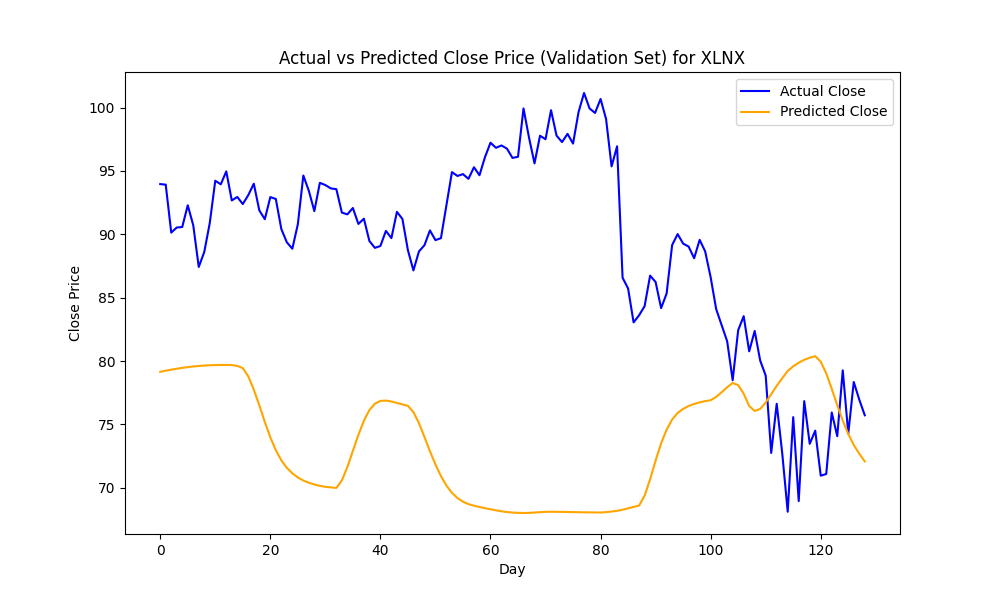 Actual vs Predicted Close Price (Validation Set) for XLNX
Actual Close
Predicted Close
Close Price
100
95
90
85
80
75
70
0 20 40 60 80 100 120
Day